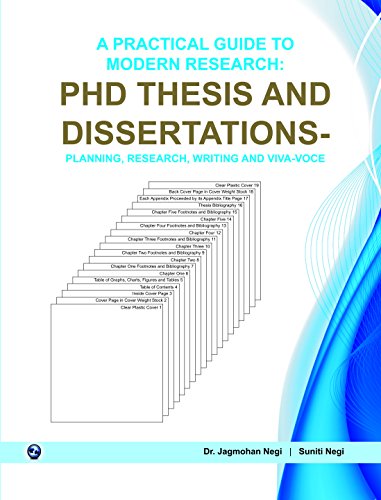 A PRACTICAL GUIDE TO
MODERN RESEARCH:
PHD THESIS AND
DISSERTATIONS-
PLANNING, RESEARCH, WRITING AND VIVA-VOCE
Clear Plastic Cover 19
Back Cover Page in Cover Weight Stock 18
Each Appendix Proceeded by its Appendix Title Page 17
Thesis Bibliography 16
Chapter Five Footnotes and Bibliography 15
Chapter Five 14
Chapter Four Footnotes and Bibliography 13
Chapter Four 12
Chapter Three Footnotes and Bibliography 11
Chapter Three 10
Chapter Two Footnotes and Bibliography 9
Chapter Two 8
Chapter One Footnotes and Bibliography 7
Chapter One 6
Table of Graphs, Charts, Figures and Tables 5
Table of Contents 4
Inside Cover Page 3
Cover Page in Cover Weight Stock 2
Clear Plastic Cover 1
Dr. Jagmohan Negi | Suniti Negi